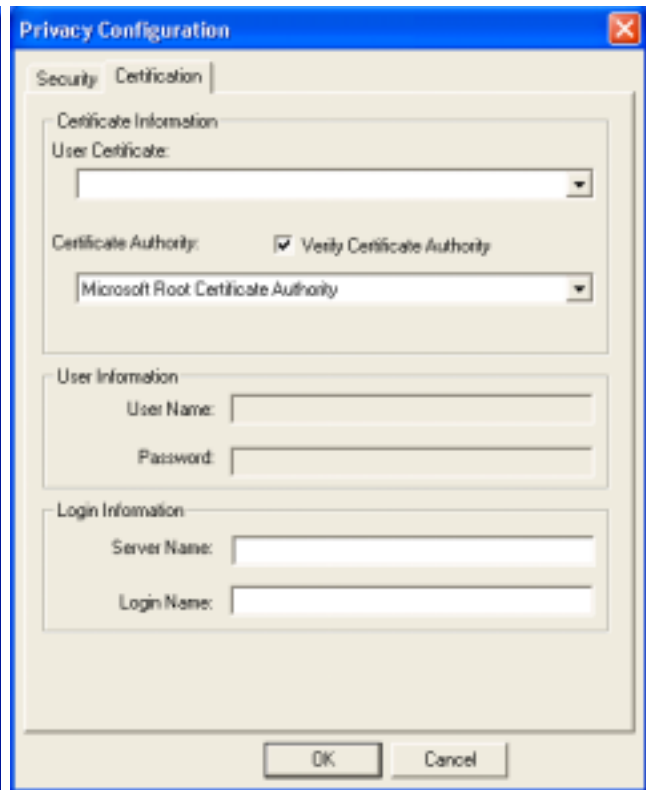 Privacy Configuration
Security Certification
Certificate Information
User Certificate:
Certificate Authority: Verify Certificate Authority
Microsoft Root Certificate Authority
User Information
User Name:
Password:
Login Information
Server Name:
Login Name:
OK Cancel